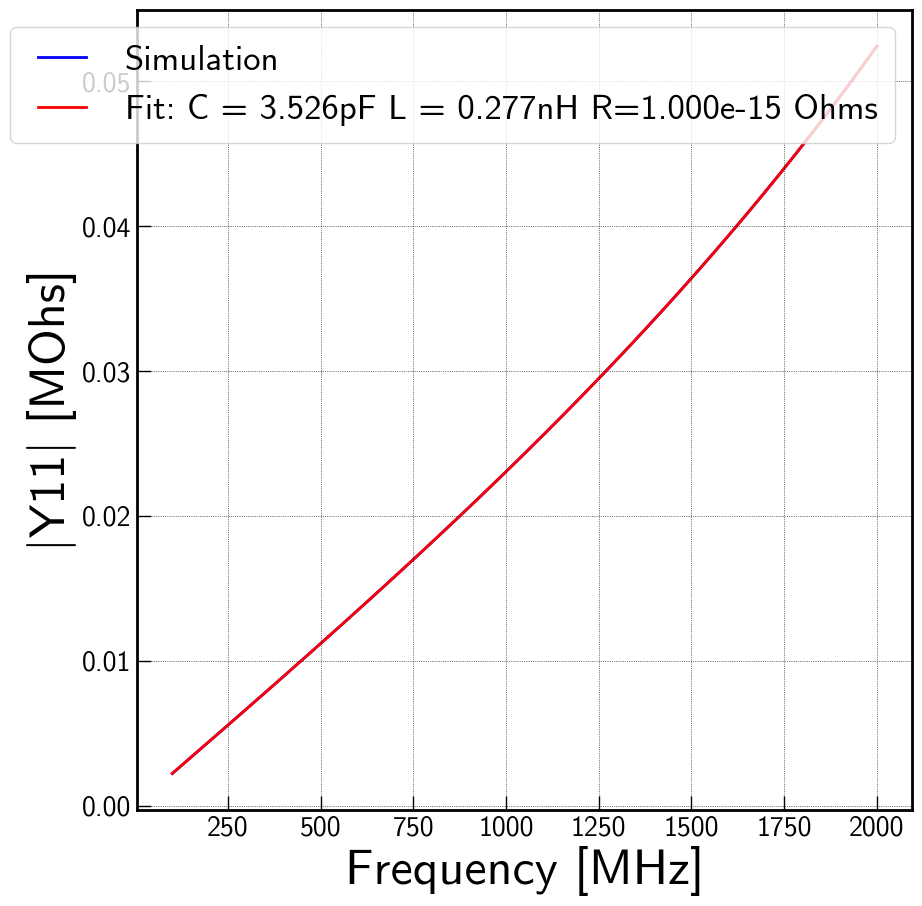 Simulation
Fit: C = 3.526pF L = 0.277nH R=1.000e-15 Ohms
0.05
0.04
0.03
0.02
0.01
0.00
|Y11| [MOhs]
250 500 750 1000 1250 1500 1750 2000
Frequency [MHz]